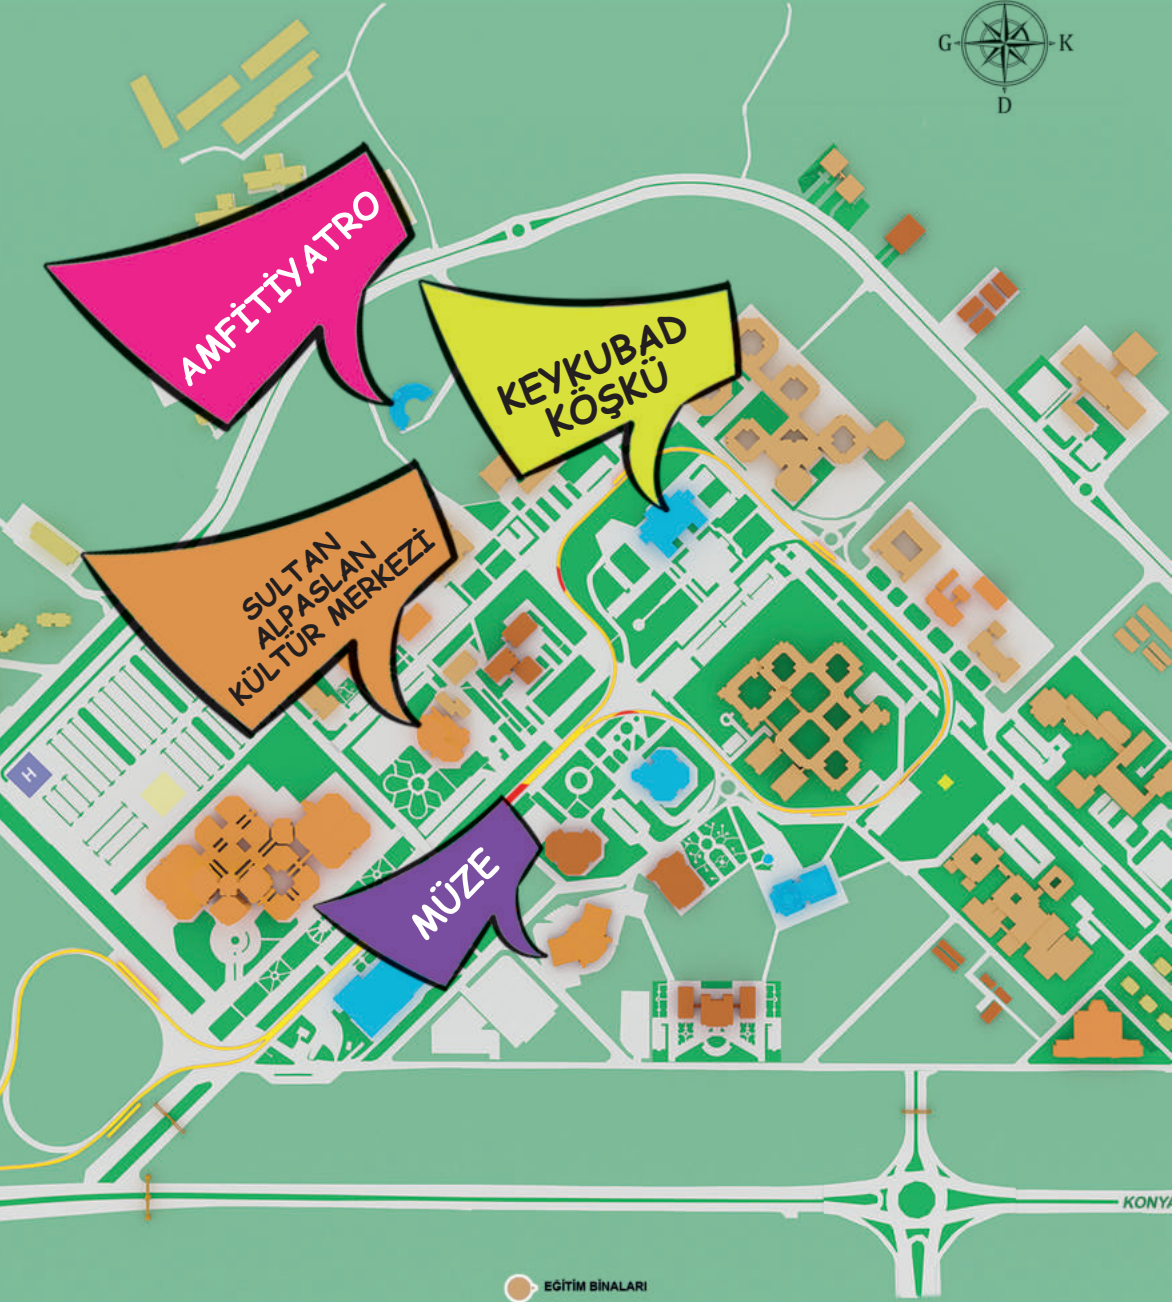 G K
D
AMFİTİYATRO
KEYKUBAD
KÖŞKÜ
SULTAN
ALPASLAN
KÜLTÜR MERKEZİ
H
MÜZE
KONYA
EĞİTİM BİNALARI